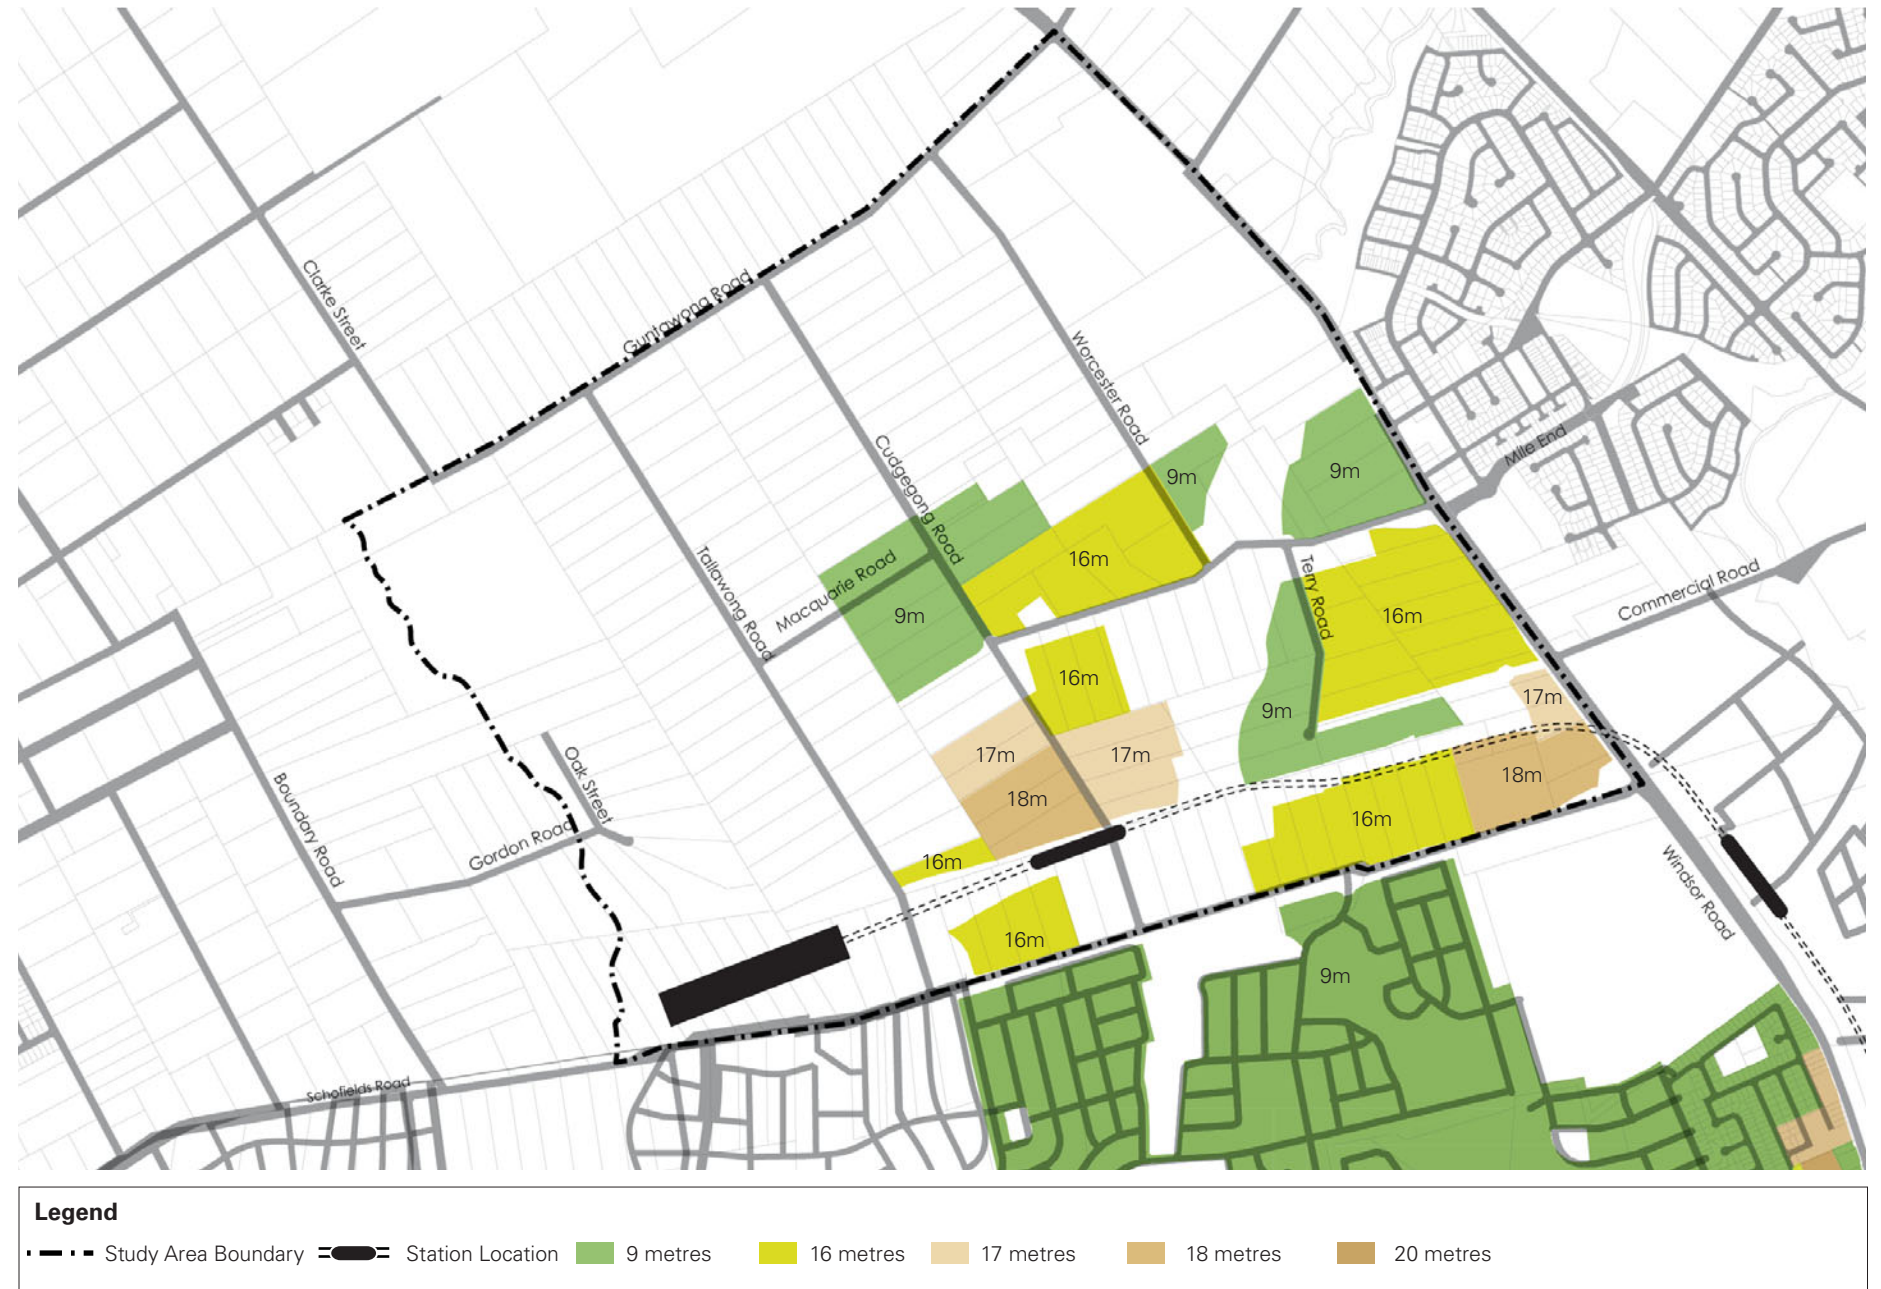 Clarke Street
Guntawong Road
Worcester Road
Cudgegong Road
Mile End
9m
9m
Tallawong Road
Macquarie Road
16m
Terry Road
Commercial Road
9m
16m
16m
17m
9m
Oak Street
17m
17m
18m
18m
Boundary Road
Gordon Road
16m
16m
Windsor Road
16m
9m
Schofields Road
Legend
Study Area Boundary
Station Location
9 metres
16 metres
17 metres
18 metres
20 metres